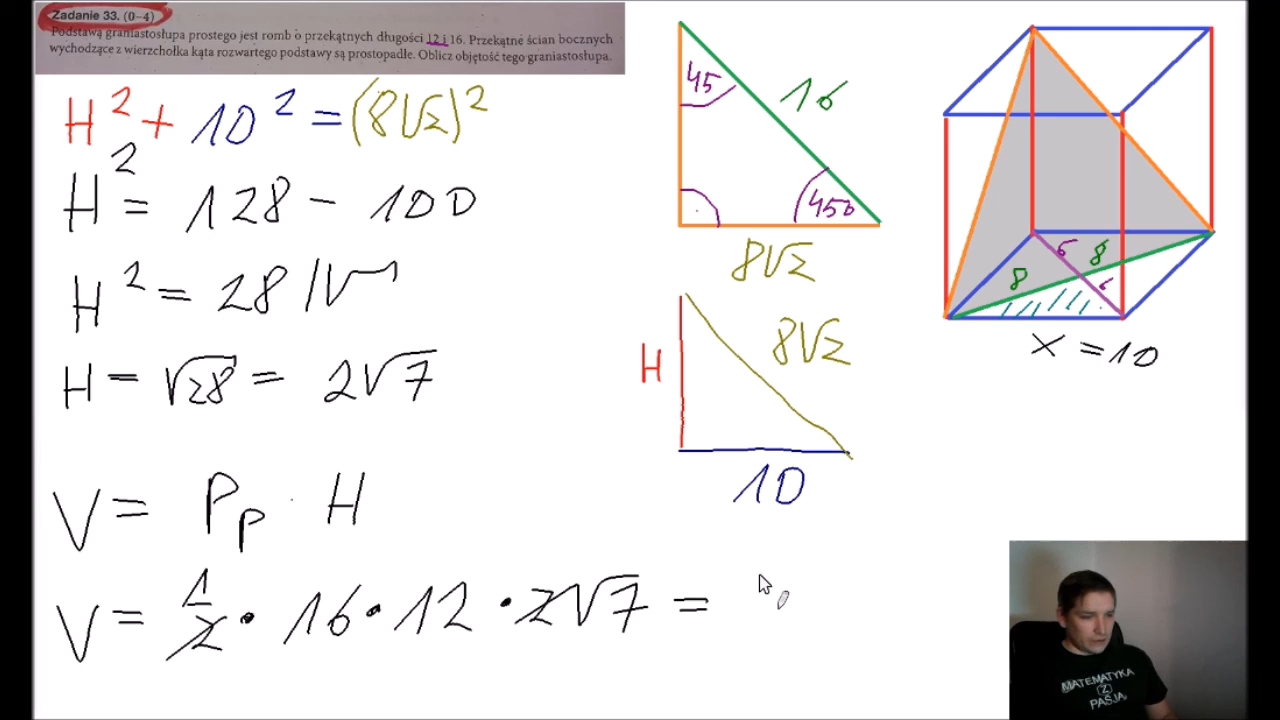 Zadanie 33. (0–4)
Podstawą graniastosłupa prostego jest romb o przekątnych długości 12 i 16. Przekątne ścian bocznych
wychodzące z wierzchołka kąta rozwartego podstawy są prostopadłe. Oblicz objętość tego graniastosłupa.
H² + 10² = (8√2)²
H² = 128 - 100
H² = 28 /√
H = √28 = 2√7
V = Pp · H
V = 1/2 · 16 · 12 · 2√7 =
45
16
450
8√2
H
8√2
10
6
8
8
6
x = 10
MATEMATYKA
Z
PASJĄ